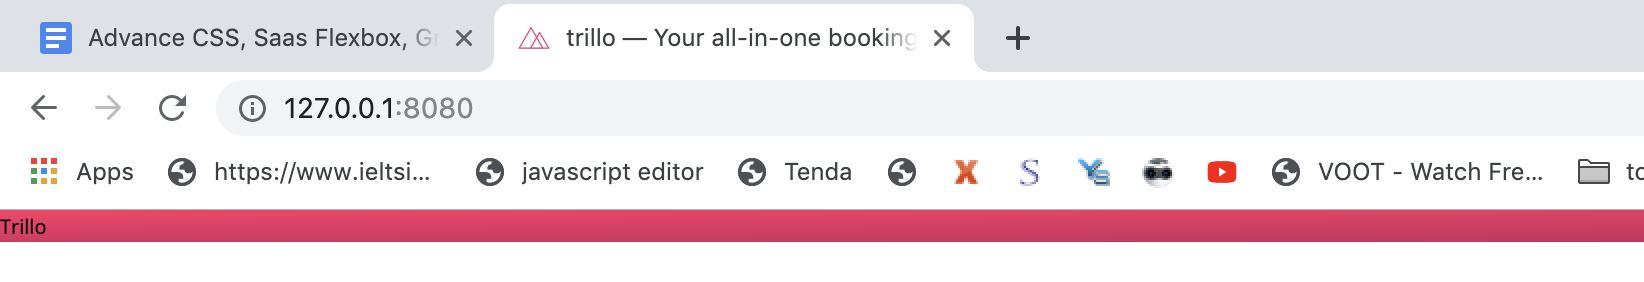 Advance CSS, Saas Flexbox, G
trillo — Your all-in-one booking
127.0.0.1:8080
Apps https://www.ieltsi... javascript editor Tenda VOOT - Watch Fre... to
Trillo